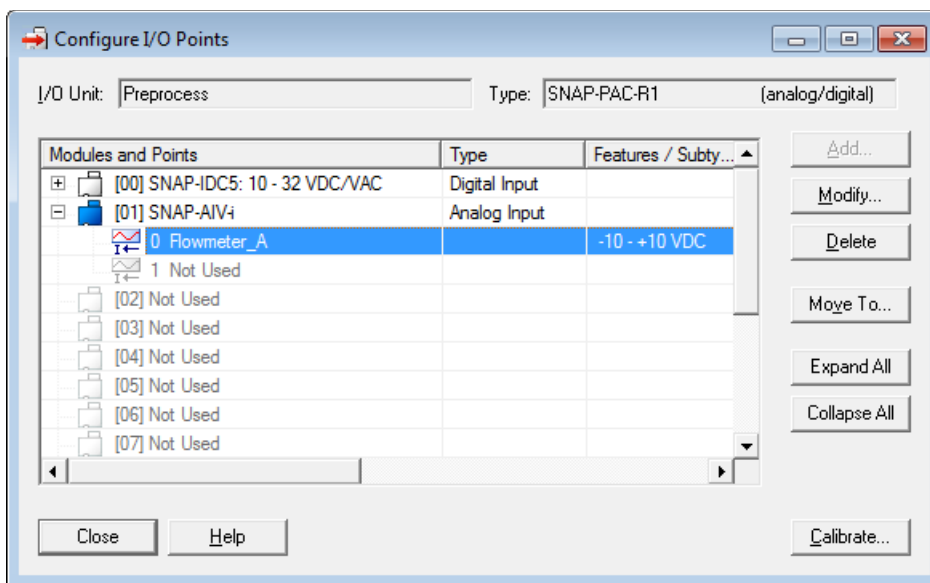 Configure I/O Points
I/O Unit: Preprocess Type: SNAP-PAC-R1 (analog/digital)
Modules and Points Type Features / Subty...
[00] SNAP-IDC5: 10 - 32 VDC/VAC Digital Input
[01] SNAP-AIV-i Analog Input
0 Flowmeter_A -10 - +10 VDC
1 Not Used
[02] Not Used
[03] Not Used
[04] Not Used
[05] Not Used
[06] Not Used
[07] Not Used
Add...
Modify...
Delete
Move To...
Expand All
Collapse All
Close Help Calibrate...